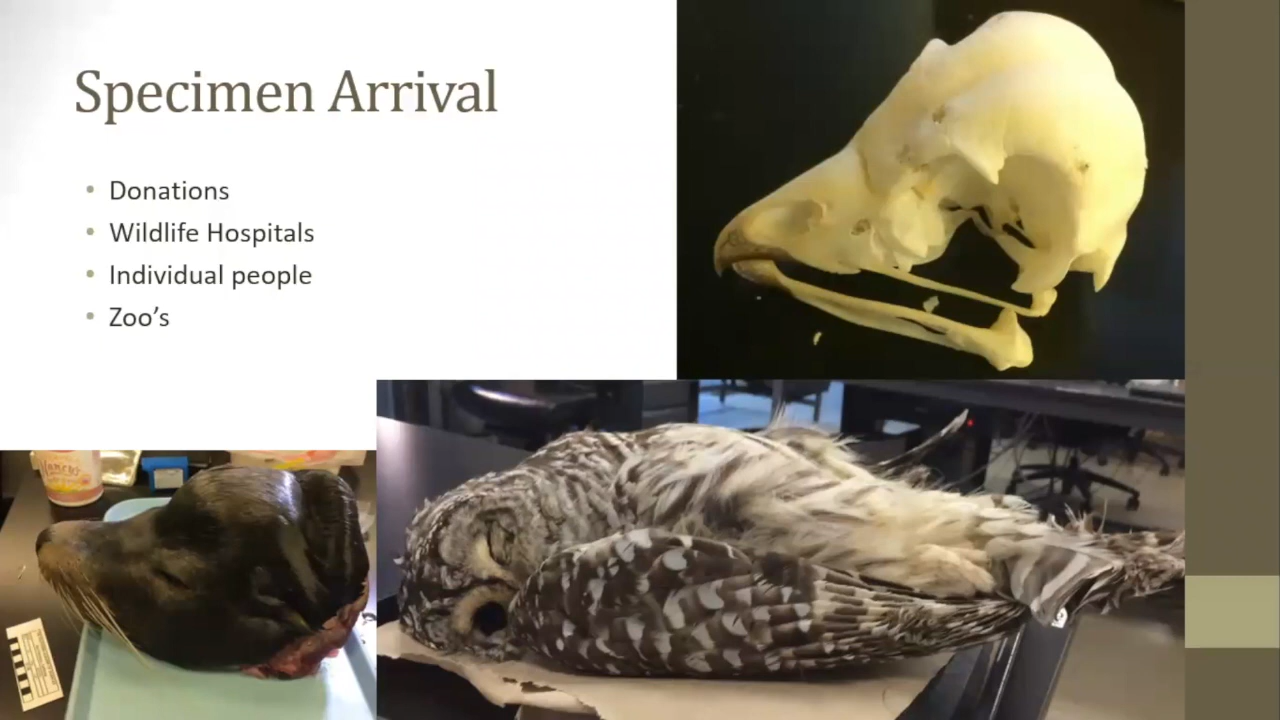 Specimen Arrival
• Donations
• Wildlife Hospitals
• Individual people
• Zoo’s